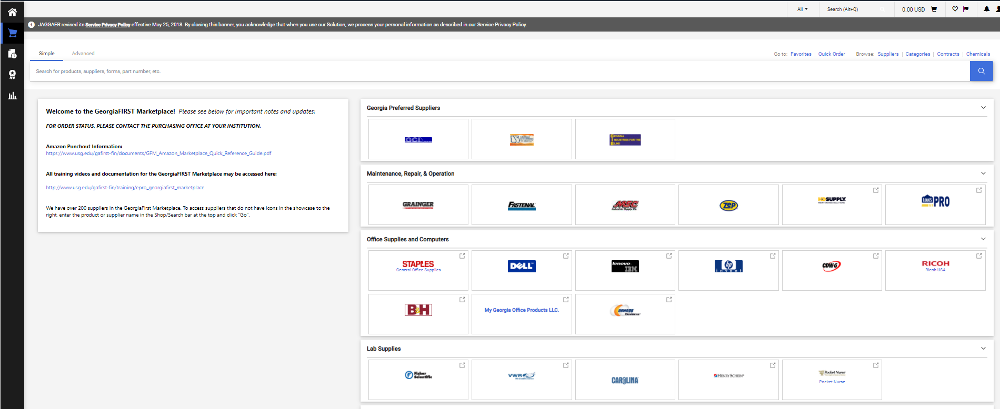 All
Search (Alt+Q)
0.00 USD
JAGGAER revised its Service Privacy Policy effective May 25, 2018. By closing this banner, you acknowledge that when you use our Solution, we process your personal information as described in our Service Privacy Policy.
Simple
Advanced
Go to: Favorites | Quick Order Browse: Suppliers | Categories | Contracts | Chemicals
Search for products, suppliers, forms, part number, etc.
Welcome to the GeorgiaFIRST Marketplace! Please see below for important notes and updates:
FOR ORDER STATUS, PLEASE CONTACT THE PURCHASING OFFICE AT YOUR INSTITUTION.
Amazon Punchout Information:
https://www.usg.edu/gafirst-fin/documents/GFM_Amazon_Marketplace_Quick_Reference_Guide.pdf
All training videos and documentation for the GeorgiaFIRST Marketplace may be accessed here:
http://www.usg.edu/gafirst-fin/training/epro_georgiafirst_marketplace
We have over 200 suppliers in the GeorgiaFirst Marketplace. To access suppliers that do not have icons in the showcase to the
right, enter the product or supplier name in the Shop/Search bar at the top and click "Go".
Georgia Preferred Suppliers
GCI
GEORGIA
INDUSTRIES FOR THE
BLIND
Maintenance, Repair, & Operation
GRAINGER
FASTENAL
MSC
Industrial Supply Co.
ZEP
HDSUPPLY
MAINTENANCE SOLUTIONS
LOWE'S PRO
Office Supplies and Computers
STAPLES
General Office Supplies
DELL
lenovo
IBM
hp
invent
CDWG
RICOH
Ricoh USA
B&H
My Georgia Office Products LLC.
newegg
Business
Lab Supplies
Fisher
Scientific
VWR
CAROLINA
HENRY SCHEIN
Pocket Nurse
Pocket Nurse